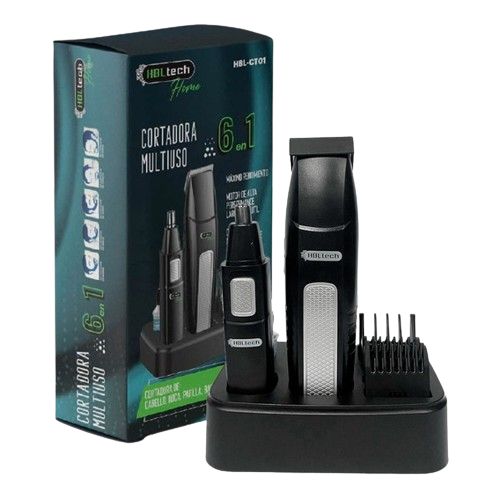 HBLtech
Home
HBL-CT01
CORTADORA
MULTIUSO
6 en 1
MÁXIMO RENDIMIENTO
MOTOR DE ALTA
PERFORMANCE
CORTADORA DE
CABELLO, NUCA, PATILLA,
CORTADORA
MULTIUSO
6 en 1
HBLtech
HBLtech